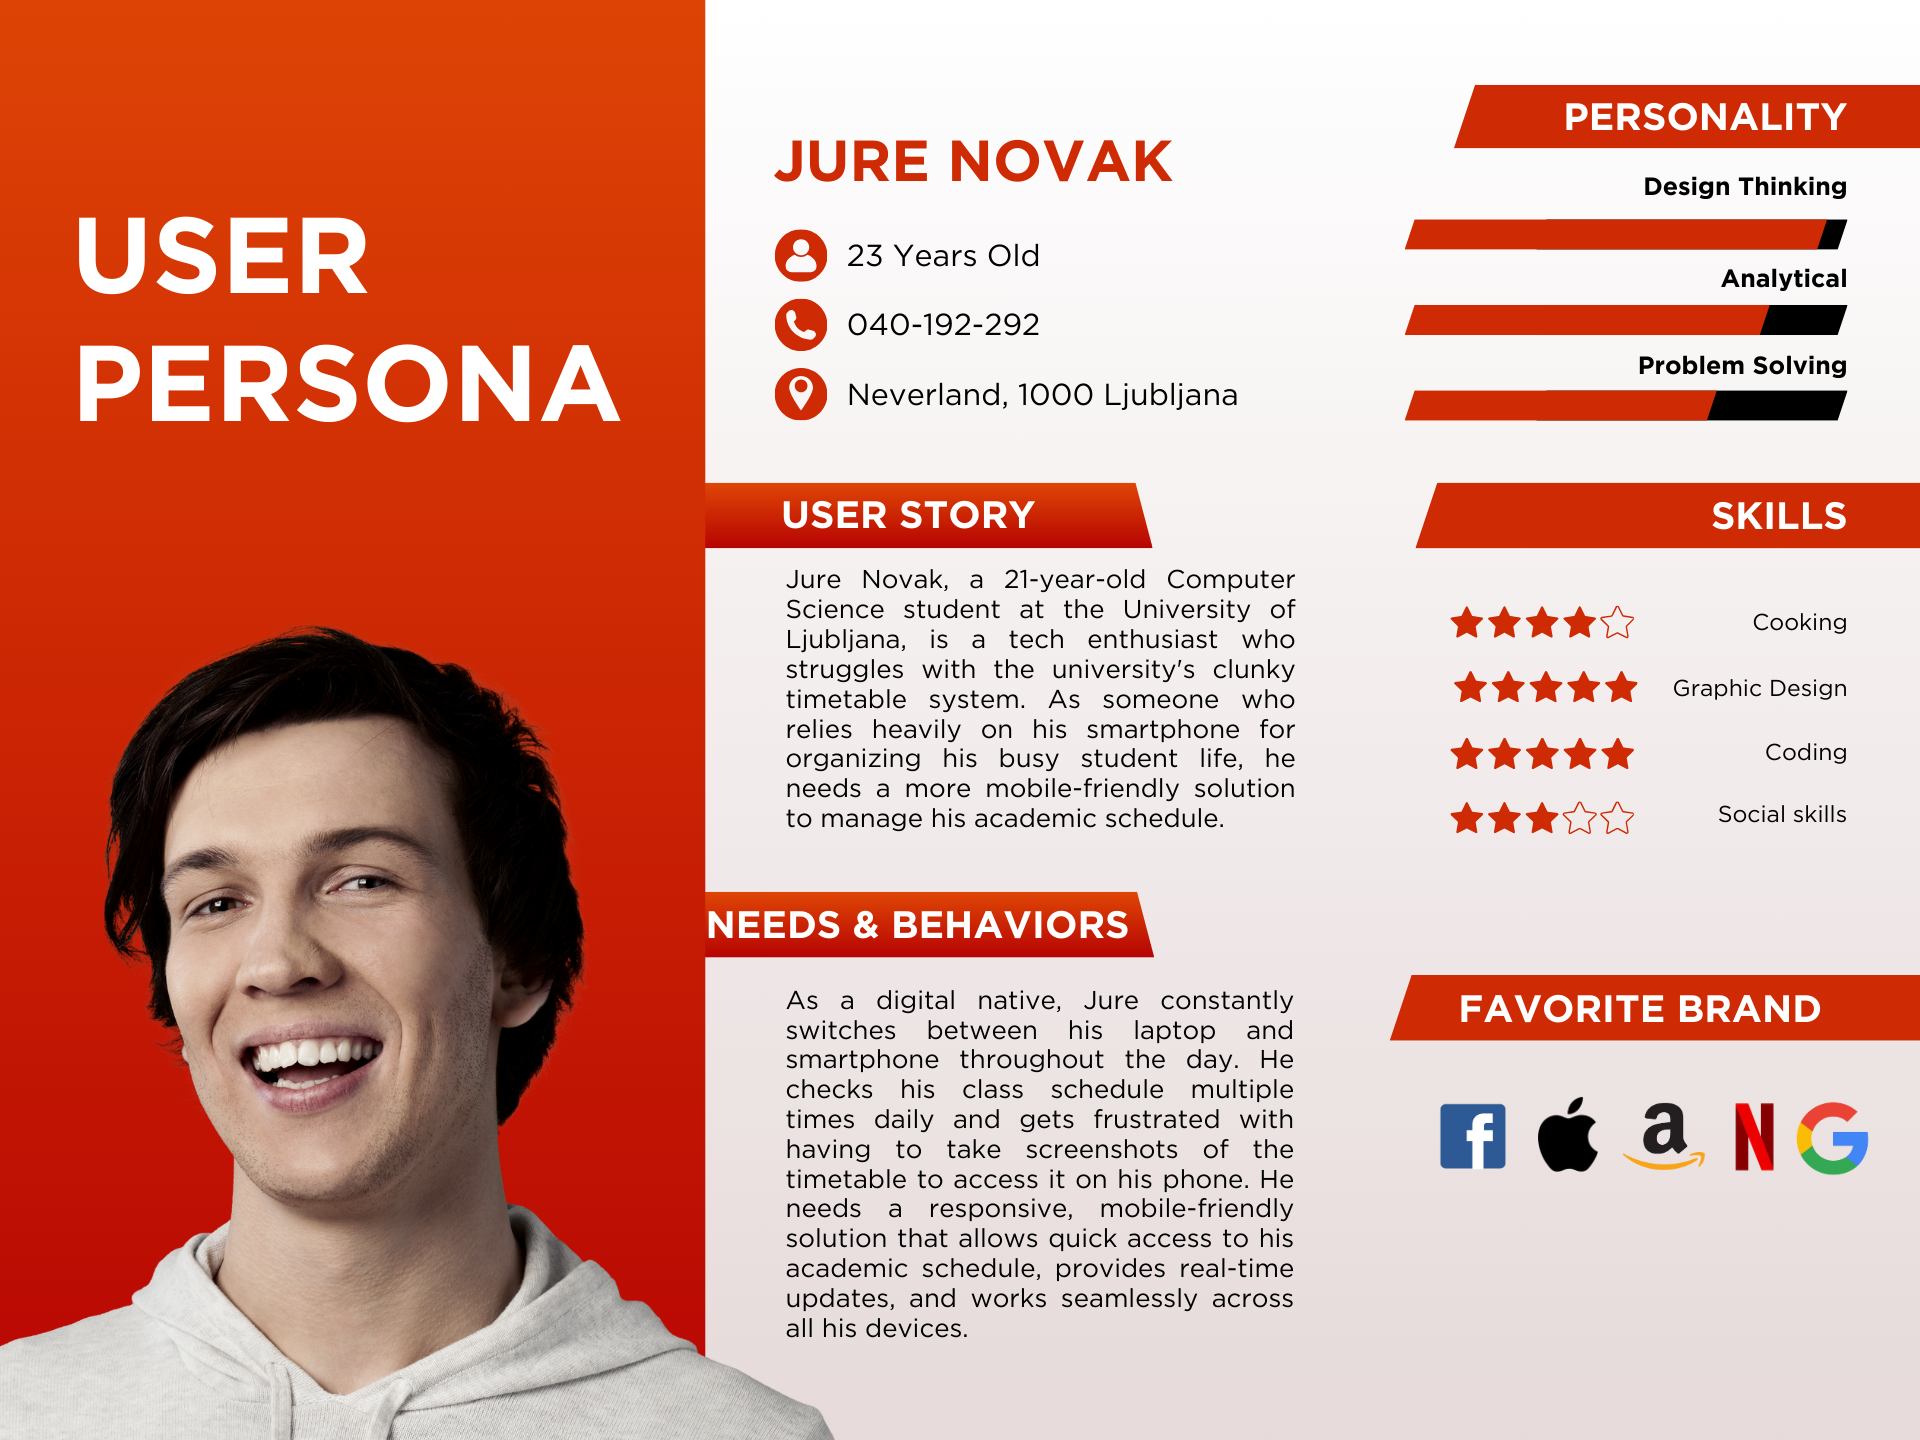 USER
PERSONA
JURE NOVAK
23 Years Old
040-192-292
Neverland, 1000 Ljubljana
USER STORY
Jure Novak, a 21-year-old Computer
Science student at the University of
Ljubljana, is a tech enthusiast who
struggles with the university's clunky
timetable system. As someone who
relies heavily on his smartphone for
organizing his busy student life, he
needs a more mobile-friendly solution
to manage his academic schedule.
NEEDS & BEHAVIORS
As a digital native, Jure constantly
switches between his laptop and
smartphone throughout the day. He
checks his class schedule multiple
times daily and gets frustrated with
having to take screenshots of the
timetable to access it on his phone. He
needs a responsive, mobile-friendly
solution that allows quick access to his
academic schedule, provides real-time
updates, and works seamlessly across
all his devices.
PERSONALITY
Design Thinking
Analytical
Problem Solving
SKILLS
Cooking
Graphic Design
Coding
Social skills
FAVORITE BRAND
f a N G